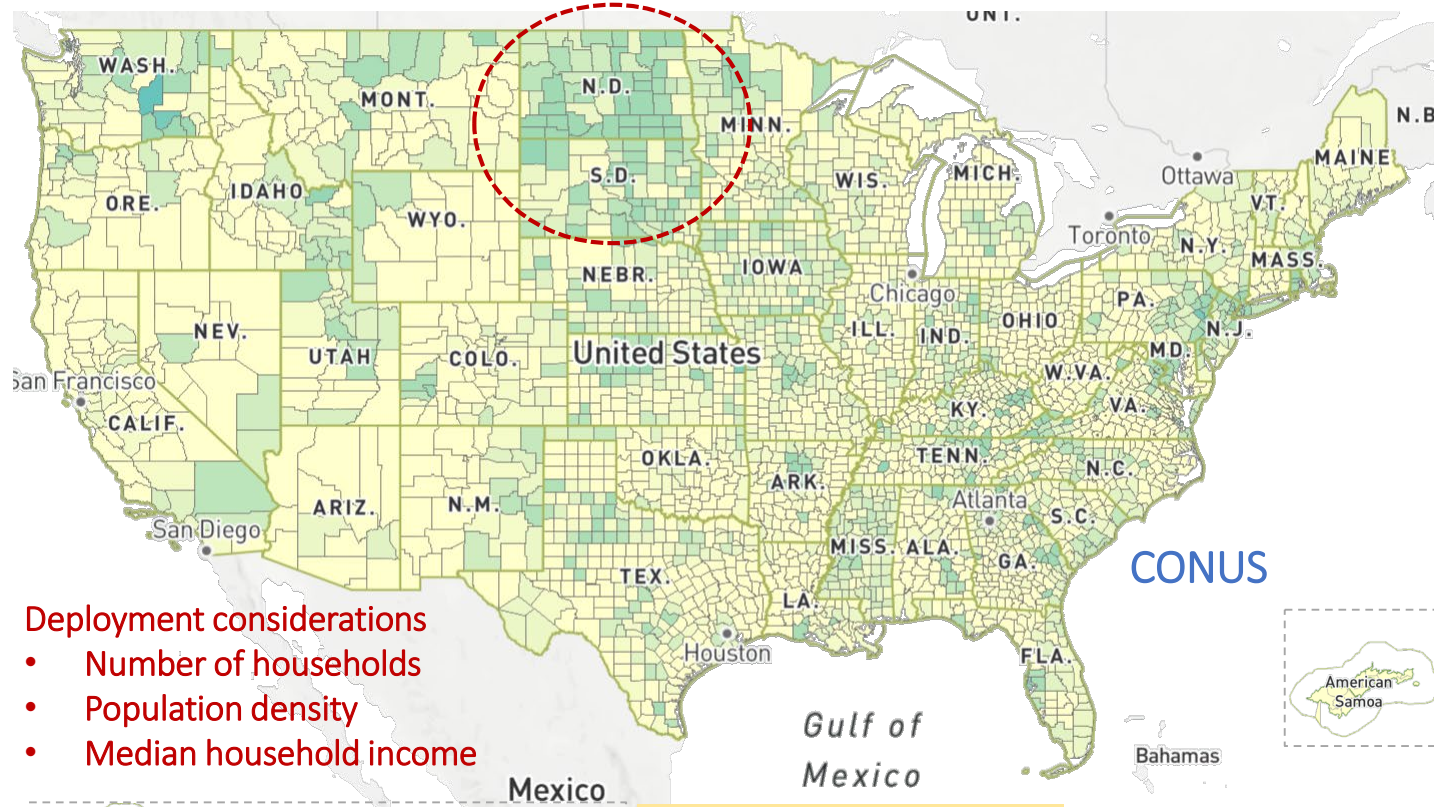 ONT.
WASH.
MONT.
N.D.
MINN.
N.B
MAINE
Ottawa
ORE.
IDAHO
S.D.
WIS.
MICH.
WYO.
VT.
Toronto
N.Y.
MASS.
NEBR.
IOWA
Chicago
PA.
NEV.
UTAH
COLO.
United States
ILL.
IND.
OHIO
N.J.
MD.
San Francisco
CALIF.
W.VA.
KY.
VA.
OKLA.
TENN.
N.C.
ARIZ.
N.M.
ARK.
Atlanta
S.C.
San Diego
MISS.
ALA.
GA.
CONUS
TEX.
LA.
Deployment considerations
• Number of households
• Population density
• Median household income
Houston
FLA.
American
Samoa
Gulf of
Mexico
Bahamas
Mexico